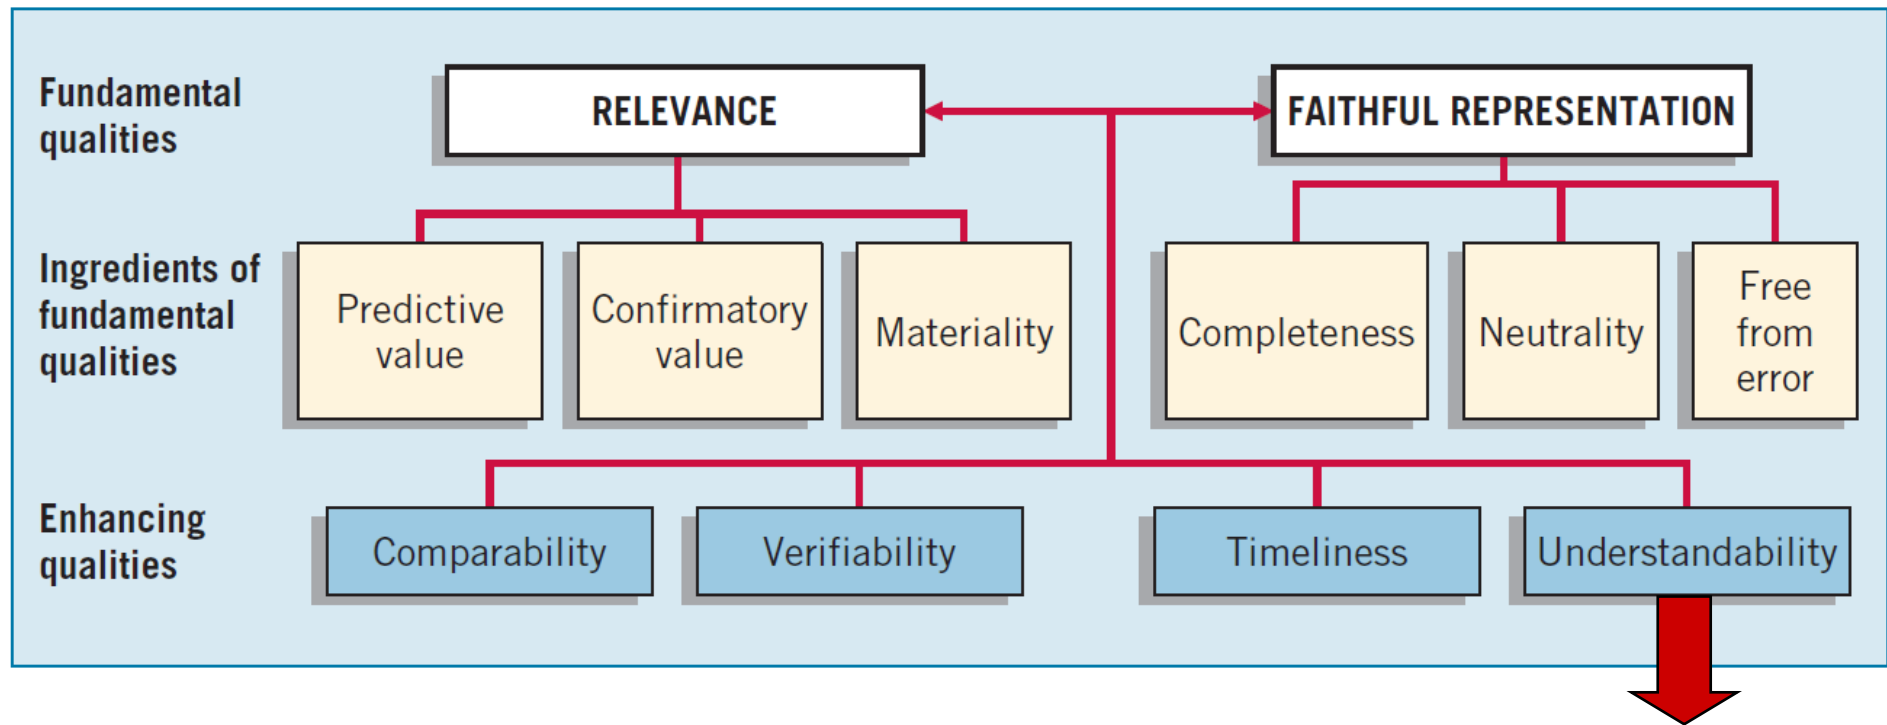 Fundamental
qualities
RELEVANCE
FAITHFUL REPRESENTATION
Ingredients of
fundamental
qualities
Predictive
value
Confirmatory
value
Materiality
Completeness
Neutrality
Free
from
error
Enhancing
qualities
Comparability
Verifiability
Timeliness
Understandability